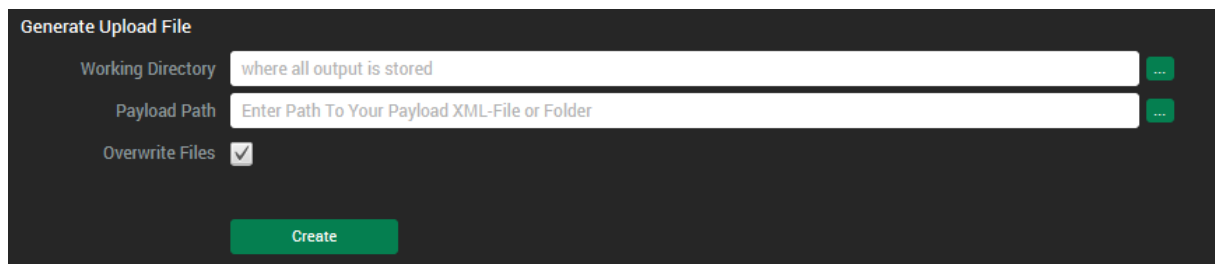 Generate Upload File
Working Directory where all output is stored ...
Payload Path Enter Path To Your Payload XML-File or Folder ...
Overwrite Files
Create